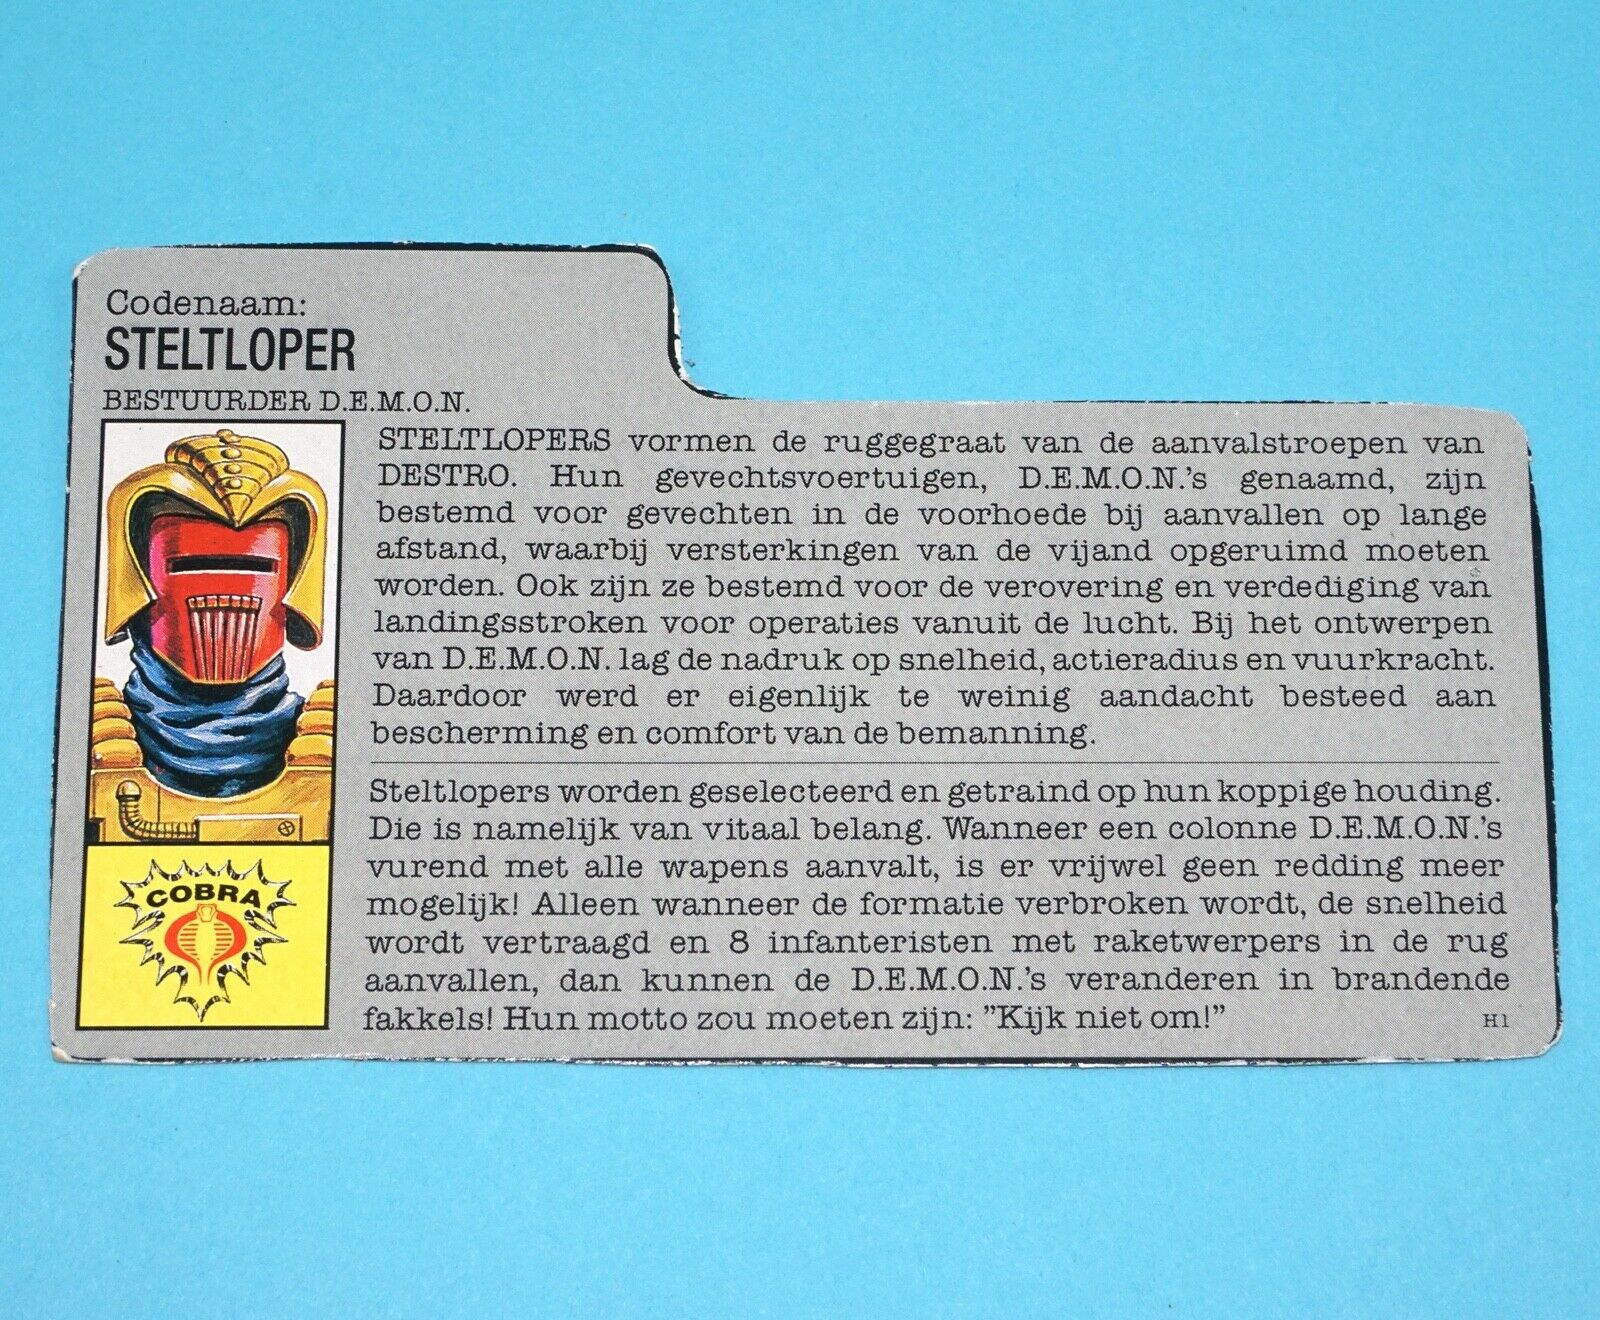 Codenaam:
STELTLOPER
BESTUURDER D.E.M.O.N.
STELTLOPERS vormen de ruggegraat van de aanvalstroepen van
DESTRO. Hun gevechtsvoertuigen, D.E.M.O.N.'s genaamd, zijn
bestemd voor gevechten in de voorhoede bij aanvallen op lange
afstand, waarbij versterkingen van de vijand opgeruimd moeten
worden. Ook zijn ze bestemd voor de verovering en verdediging van
landingsstroken voor operaties vanuit de lucht. Bij het ontwerpen
van D.E.M.O.N. lag de nadruk op snelheid, actieradius en vuurkracht.
Daardoor werd er eigenlijk te weinig aandacht besteed aan
bescherming en comfort van de bemanning.
Steltlopers worden geselecteerd en getraind op hun koppige houding.
Die is namelijk van vitaal belang. Wanneer een colonne D.E.M.O.N.'s
vurend met alle wapens aanvalt, is er vrijwel geen redding meer
mogelijk! Alleen wanneer de formatie verbroken wordt, de snelheid
wordt vertraagd en 8 infanteristen met raketwerpers in de rug
aanvallen, dan kunnen de D.E.M.O.N.'s veranderen in brandende
fakkels! Hun motto zou moeten zijn: "Kijk niet om!"
H1
COBRA